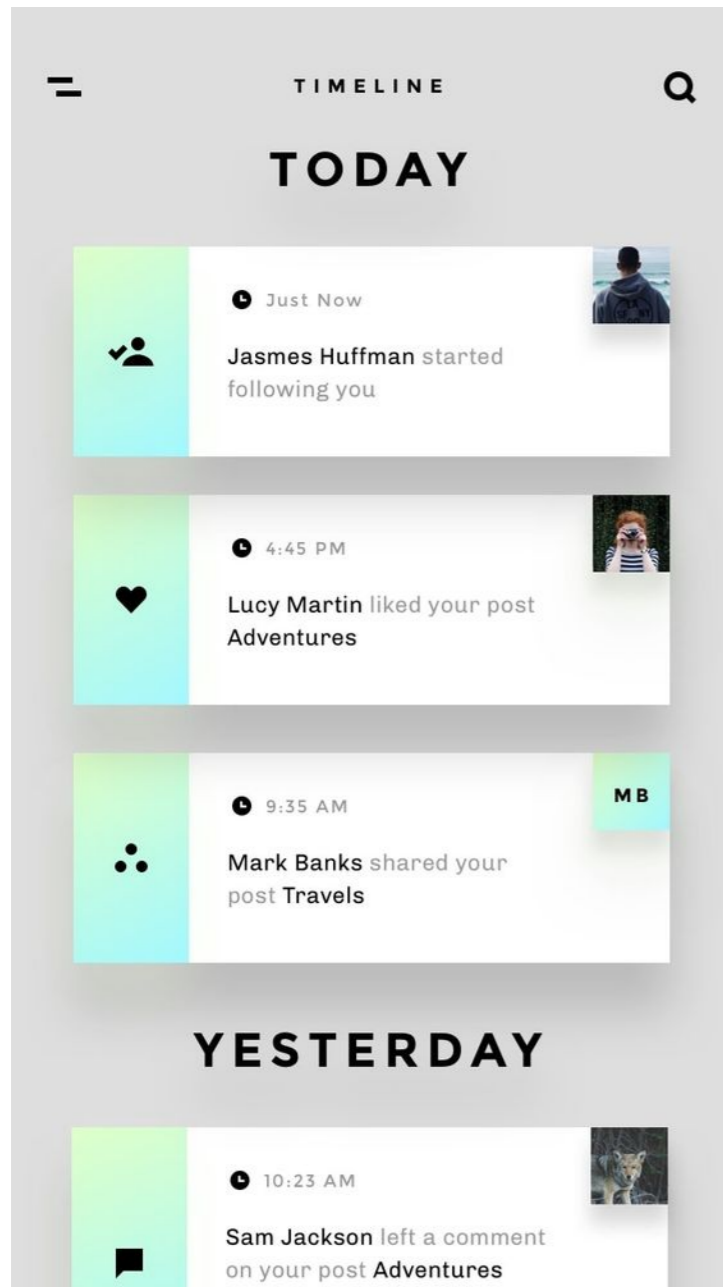 TIMELINE
TODAY
Just Now
Jasmes Huffman started
following you
4:45 PM
Lucy Martin liked your post
Adventures
9:35 AM
MB
Mark Banks shared your
post Travels
YESTERDAY
10:23 AM
Sam Jackson left a comment
on your post Adventures